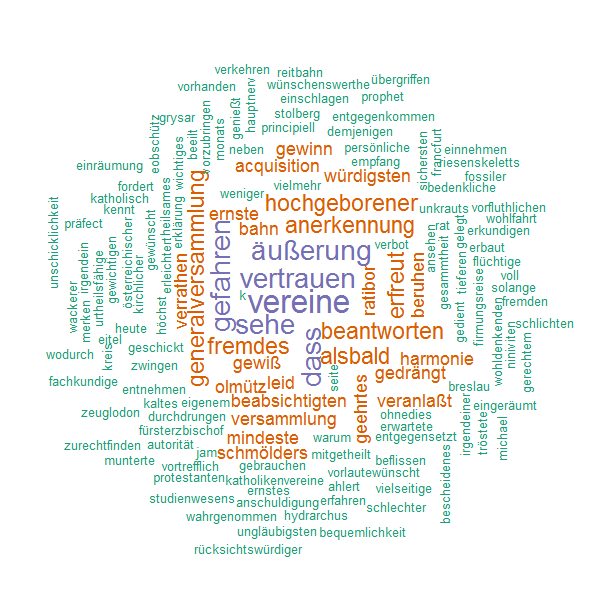 verkehren
reitbahn
vorhanden
wünschenswerthe
übergriffen
hauptnerv
genießt
einschlagen
prophet
vorzubringen
monats
grysar
stolberg
entgegenkommen
principiell
demjenigen
eobschütz
beeilt
neben
gewinn
persönliche
sichersten
francfurt
einnehmen
einräumung
wichtiges
acquisition
empfang
würdigsten
riesenskeletts
fossiler
fordert
heilsames
generalversammlung
weniger
vielmehr
hochgeborener
bedenkliche
katholisch
unschicklichkeit
kennt
ernste
anerkennung
unkrauts
vorfluthlichen
präfect
österreichischer
gewünscht
erklärung
bahn
rat
gelegt
wohlfahrt
erkundigen
irgendein
gewichtigen
urtheilsfähige
kirchlicher
erleichtert
verrathen
gefahren
äußerung
verbot
ansehen
gesammtheit
tieferen
erbaut
flüchtige
vertrauen
ratibor
erfreut
beruhen
firmungsreise
voll
solange
wackerer
merken
höchst
k
vereine
gedient
wohldenkenden
fremden
heute
eitel
kreis
sehe
beantworten
niniviten
schlichten
wodurch
geschickt
fremdes
dass
alsbald
harmonie
gerechtem
zwingen
gewiß
gedrängt
fachkundige
entnehmen
olmütz
leid
seite
breslau
kaltes
eigenem
beabsichtigten
geehrtes
veranlaßt
irgendeiner
eingeräumt
zeuglodon
durchdrungen
versammlung
ohnedies
erwartete
tröstete
michael
fürsterzbischof
zurechtfinden
autorität
mindeste
warum
entgegensetzt
bescheidenes
munterte
jam
schmölders
mitgetheilt
beflissen
vortrefflich
gebrauchen
vorlaute
wünscht
protestanten
katholikenvereine
vielseitige
studienwesens
ernstes
ahlert
anschuldigung
erfahren
schlechter
wahrgenommen
hydrarchus
ungläubigsten
bequemlichkeit
rücksichtswürdiger